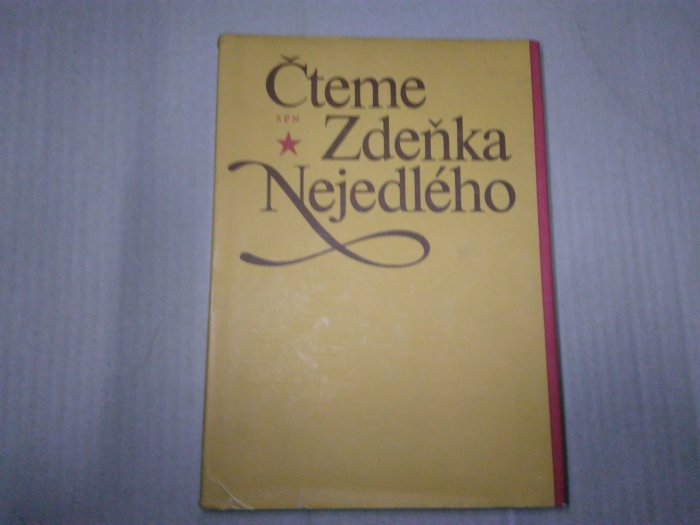 Čteme
SPN
Zdeňka
Nejedlého